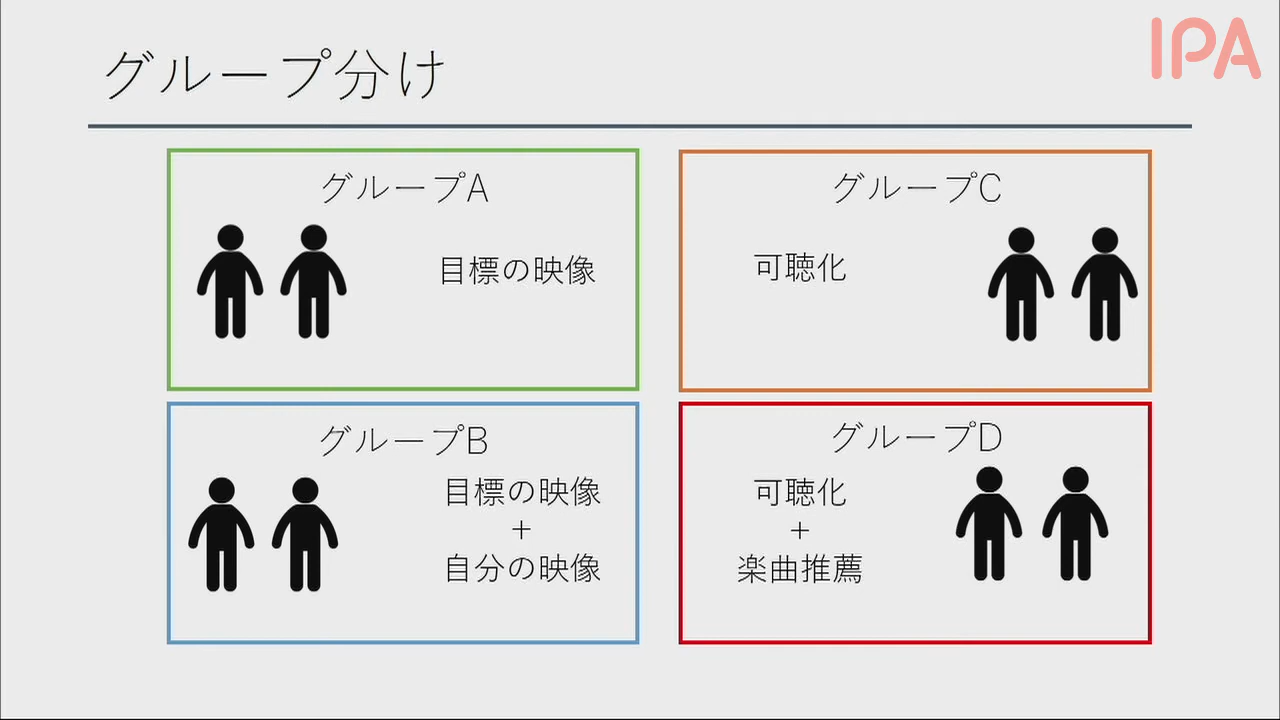 グループ分け
IPA
グループA
目標の映像
グループB
目標の映像
+
自分の映像
グループC
可聴化
グループD
可聴化
+
楽曲推薦